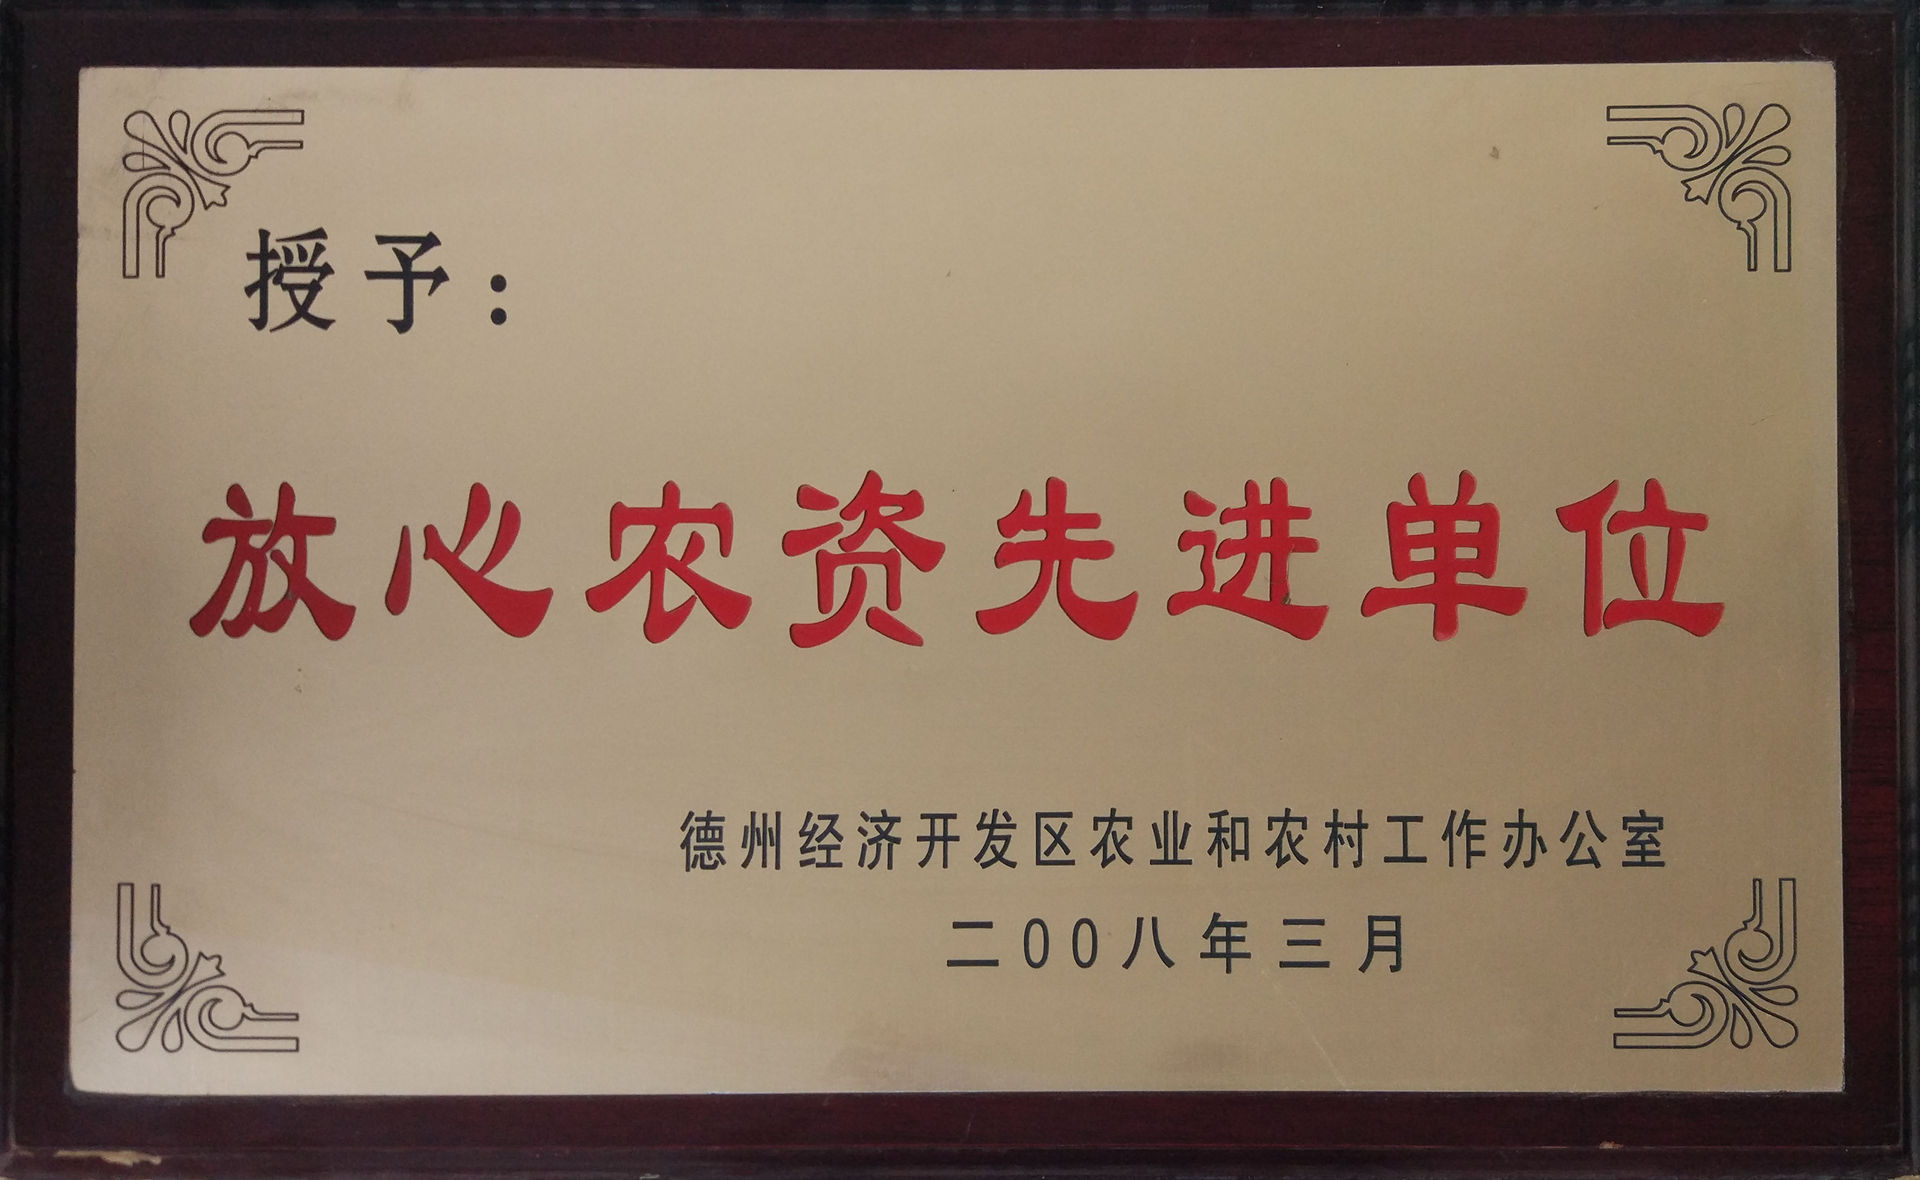 授予：
放心农资先进单位
德州经济开发区农业和农村工作办公室
二00八年三月